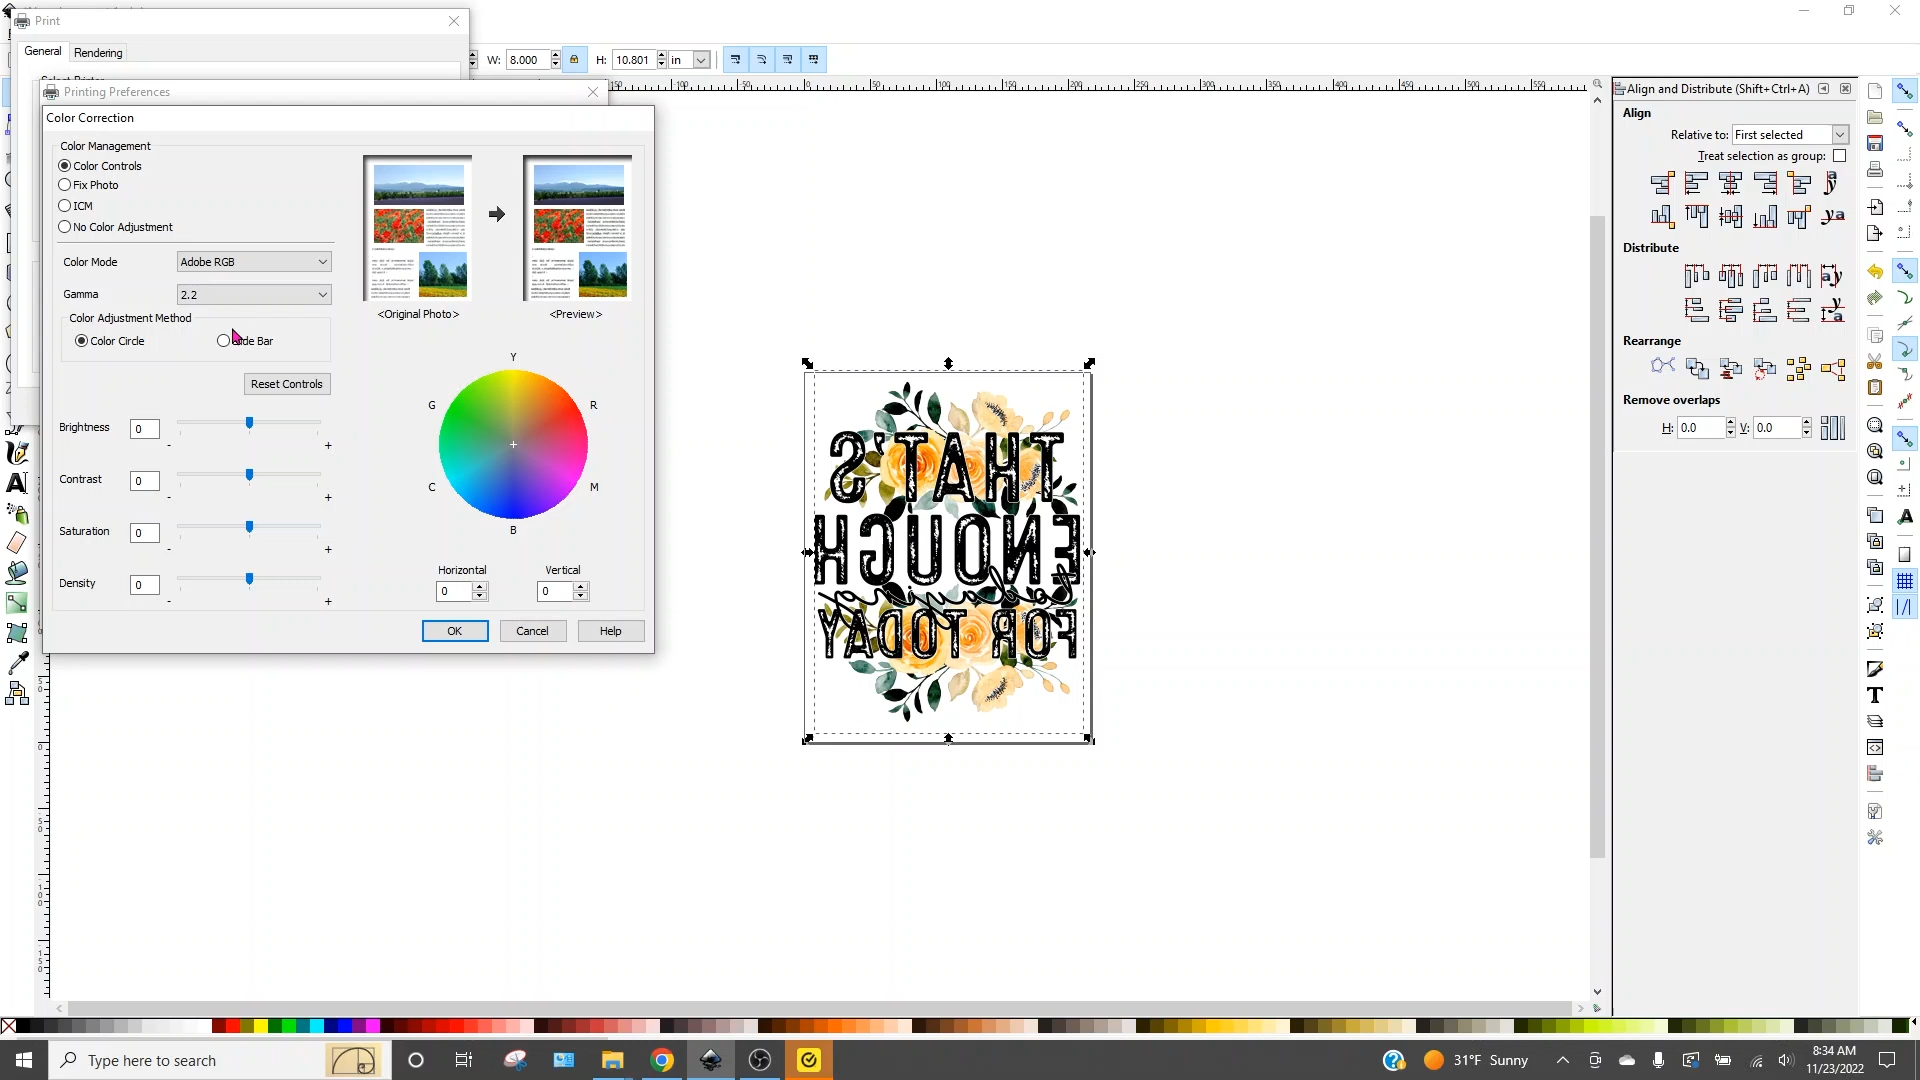 Print
General Rendering
W: 8.000 H: 10.801 in
Printing Preferences
Color Correction
Color Management
Color Controls
Fix Photo
ICM
No Color Adjustment
Color Mode Adobe RGB
Gamma 2.2
Color Adjustment Method
Color Circle
<Original Photo>
<Preview>
Reset Controls
Brightness 0
- +
Contrast 0
- +
Saturation 0
- +
Density 0
- +
Y
G R
C M
B
Horizontal Vertical
0 0
OK Cancel Help
THAT'S
ENOUGH
todaying
FOR TODAY
Align and Distribute (Shift+Ctrl+A)
Align
Relative to: First selected
Treat selection as group:
Distribute
Rearrange
Remove overlaps
H: 0.0 V: 0.0
Type here to search
31°F Sunny
8:34 AM
11/23/2022